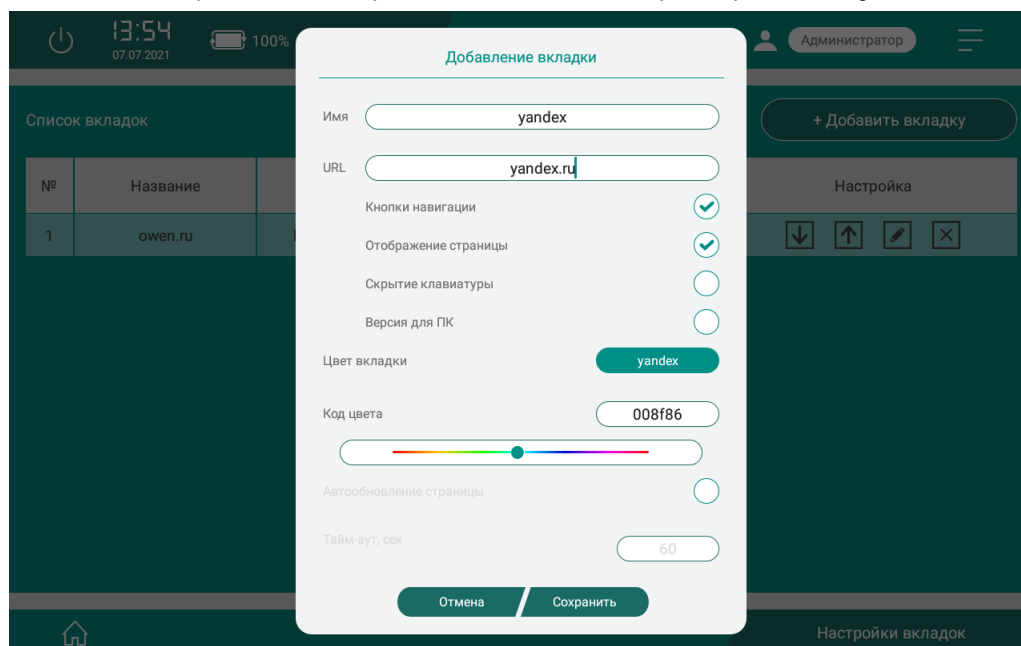 13:54
07.07.2021
100%
Администратор
Добавление вкладки
Список вкладок
+ Добавить вкладку
Имя
yandex
URL
yandex.ru
№
Название
Настройка
Кнопки навигации
1
owen.ru
Отображение страницы
Скрытие клавиатуры
Версия для ПК
Цвет вкладки
yandex
Код цвета
008f86
Автообновление страницы
Тайм-аут, сек
60
Отмена
Сохранить
Настройки вкладок